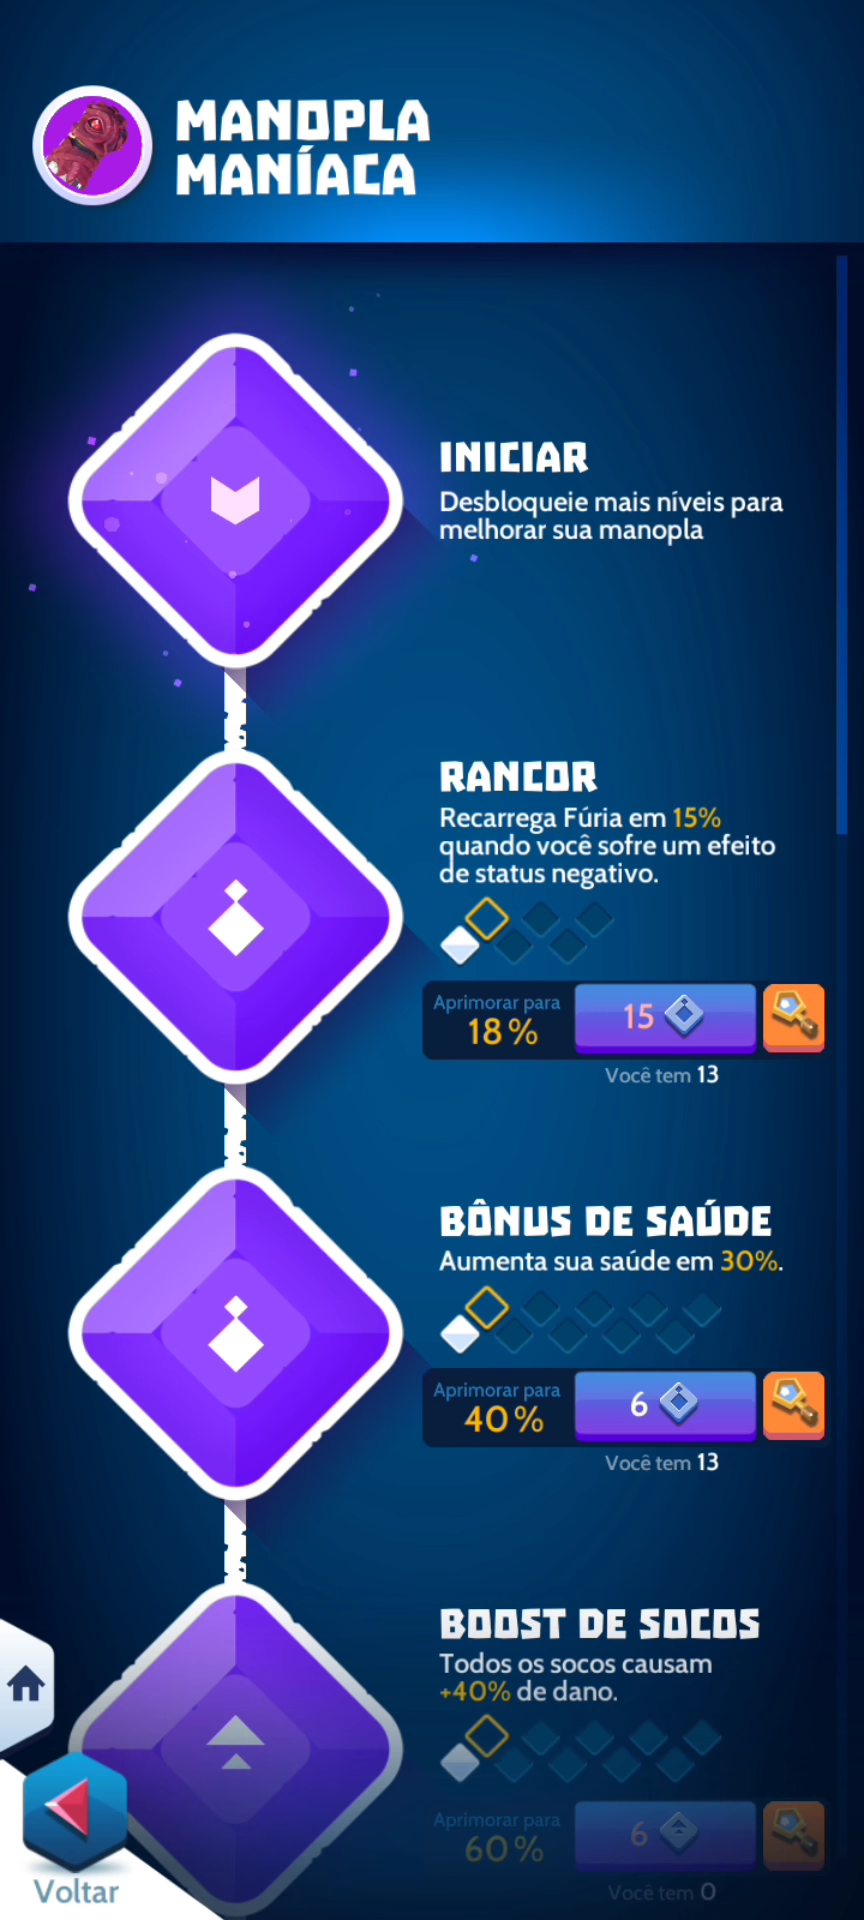 MANOPLA
MANÍACA
INICIAR
Desbloqueie mais níveis para
melhorar sua manopla
RANCOR
Recarrega Fúria em 15%
quando você sofre um efeito
de status negativo.
Aprimorar para
18%
15
Você tem 13
BÔNUS DE SAÚDE
Aumenta sua saúde em 30%.
Aprimorar para
40%
6
Você tem 13
BOOST DE SOCOS
Todos os socos causam
+40% de dano.
Aprimorar para
60%
6
Você tem 0
Voltar